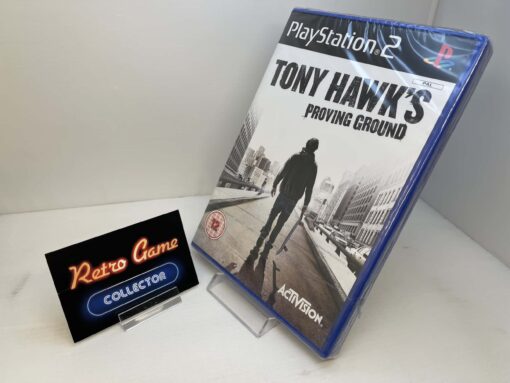 PlayStation®2
PAL
TONY HAWK'S
PROVING GROUND
12
ACTIVISION
Retro Game
COLLECTOR